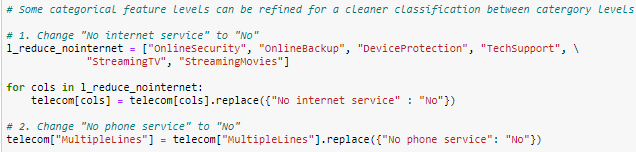 # Some categorical feature levels can be refined for a cleaner classification between catergory levels
# 1. Change "No internet service" to "No"
l_reduce_nointernet = ["OnlineSecurity", "OnlineBackup", "DeviceProtection", "TechSupport", \
"StreamingTV", "StreamingMovies"]
for cols in l_reduce_nointernet:
telecom[cols] = telecom[cols].replace({"No internet service" : "No"})
# 2. Change "No phone service" to "No"
telecom["MultipleLines"] = telecom["MultipleLines"].replace({"No phone service": "No"})